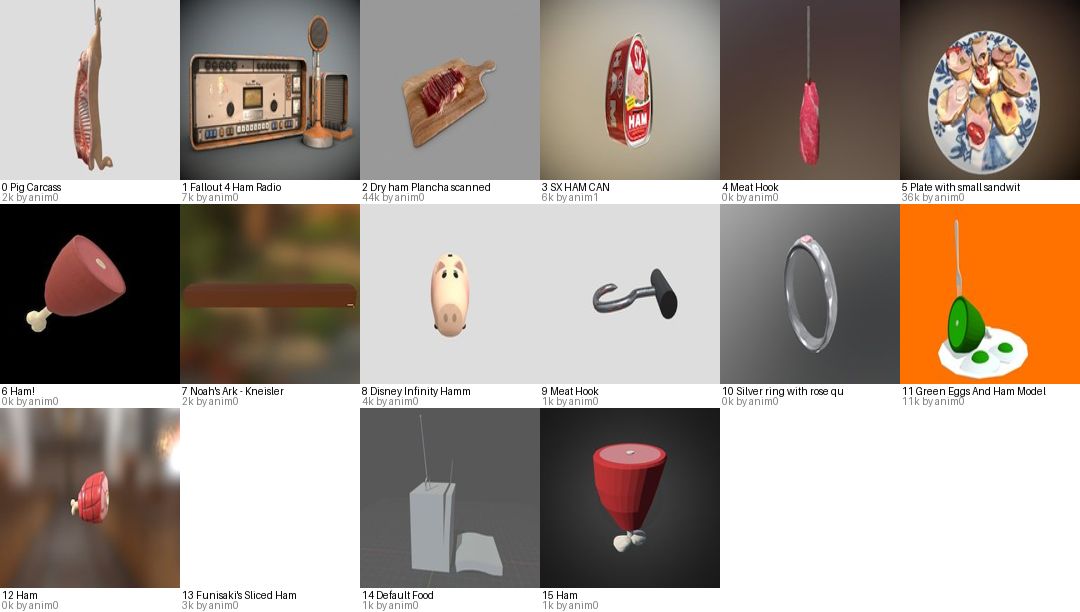 SX
HAM
HAM
0 Pig Carcass
2k by anim0
1 Fallout 4 Ham Radio
7k by anim0
2 Dry ham Plancha scanned
44k by anim0
3 SX HAM CAN
6k by anim1
4 Meat Hook
0k by anim0
5 Plate with small sandwit
36k by anim0
6 Ham!
0k by anim0
7 Noah's Ark - Kneisler
2k by anim0
8 Disney Infinity Hamm
4k by anim0
9 Meat Hook
1k by anim0
10 Silver ring with rose qu
0k by anim0
11 Green Eggs And Ham Model
11k by anim0
12 Ham
0k by anim0
13 Funisaki's Sliced Ham
3k by anim0
14 Default Food
1k by anim0
15 Ham
1k by anim0